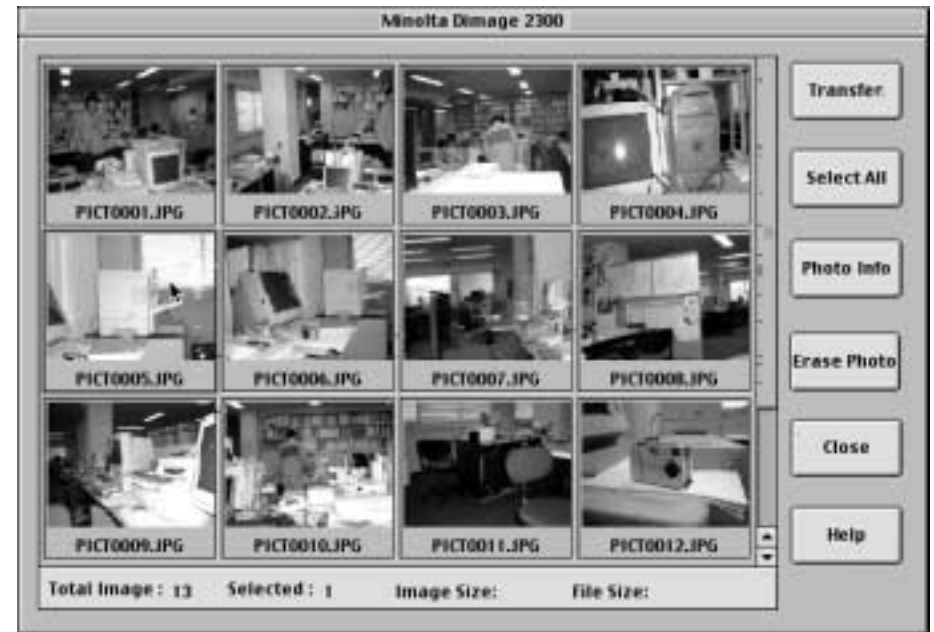 Minolta Dimage 2300
PICT0001.JPG PICT0002.JPG PICT0003.JPG PICT0004.JPG
Transfer
Select All
PICT0005.JPG PICT0006.JPG PICT0007.JPG PICT0008.JPG
Photo Info
Erase Photo
PICT0009.JPG PICT0010.JPG PICT0011.JPG PICT0012.JPG
Close
Help
Total Image : 13 Selected : 1 Image Size: File Size: